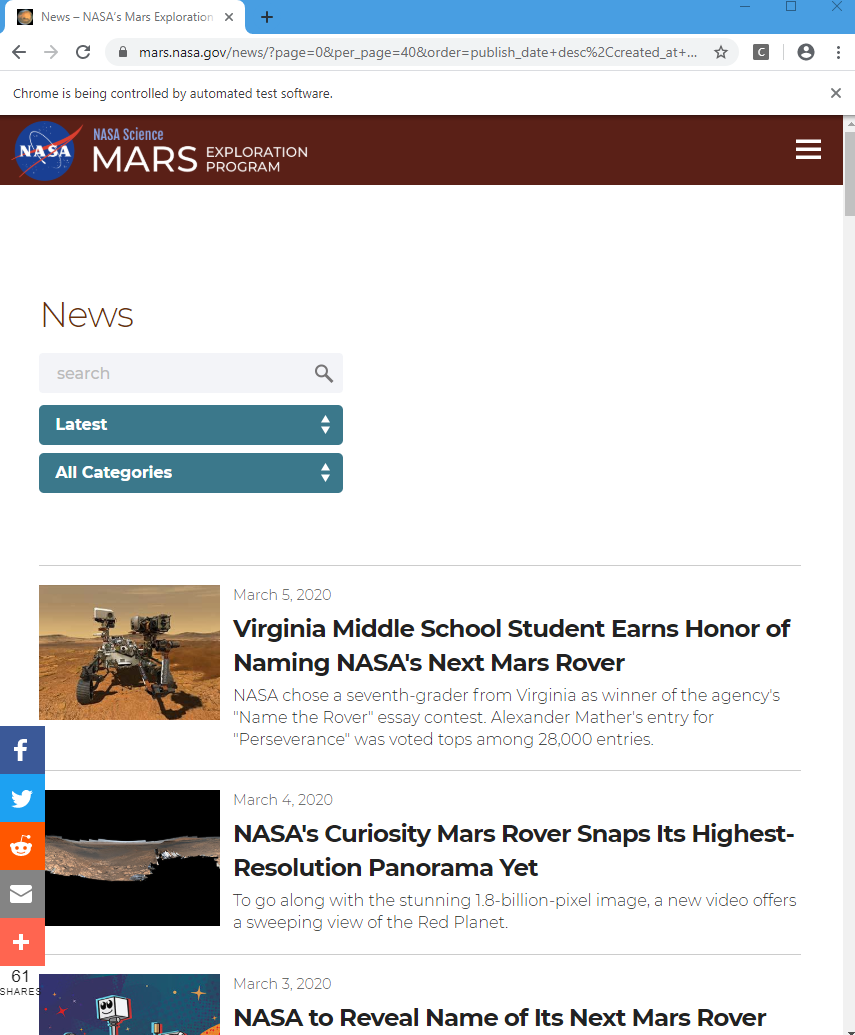 News – NASA's Mars Exploration
mars.nasa.gov/news/?page=0&per_page=40&order=publish_date+desc%2Ccreated_at+...
C
Chrome is being controlled by automated test software.
NASA
NASA Science
MARS EXPLORATION
PROGRAM
News
search
Latest
All Categories
March 5, 2020
Virginia Middle School Student Earns Honor of
Naming NASA's Next Mars Rover
NASA chose a seventh-grader from Virginia as winner of the agency's
"Name the Rover" essay contest. Alexander Mather's entry for
"Perseverance" was voted tops among 28,000 entries.
March 4, 2020
NASA's Curiosity Mars Rover Snaps Its Highest-
Resolution Panorama Yet
To go along with the stunning 1.8-billion-pixel image, a new video offers
a sweeping view of the Red Planet.
61
SHARES
March 3, 2020
NASA to Reveal Name of Its Next Mars Rover